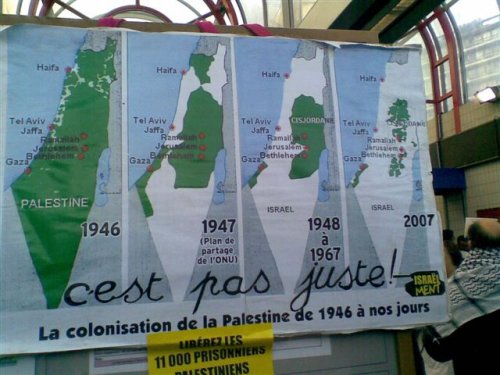 Haifa
Tel Aviv
Jaffa
Ramallah
Jerusalem
Bethlehem
Gaza
PALESTINE
1946
Haifa
Tel Aviv
Jaffa
Ramallah
Jerusalem
Bethlehem
Gaza
1947
(Plan de
partage de
l'ONU)
Haifa
Tel Aviv
Jaffa
CISJORDANIE
Ramallah
Jerusalem
Bethlehem
Gaza
ISRAËL
1948
à
1967
Haifa
Tel Aviv
Jaffa
Ramallah
Jerusalem
Bethlehem
Gaza
ISRAËL
2007
c'est pas juste!
ISRAËL
MENT
La colonisation de la Palestine de 1946 à nos jours
LIBÉREZ LES
11 000 PRISONNIERS
PALESTINIENS